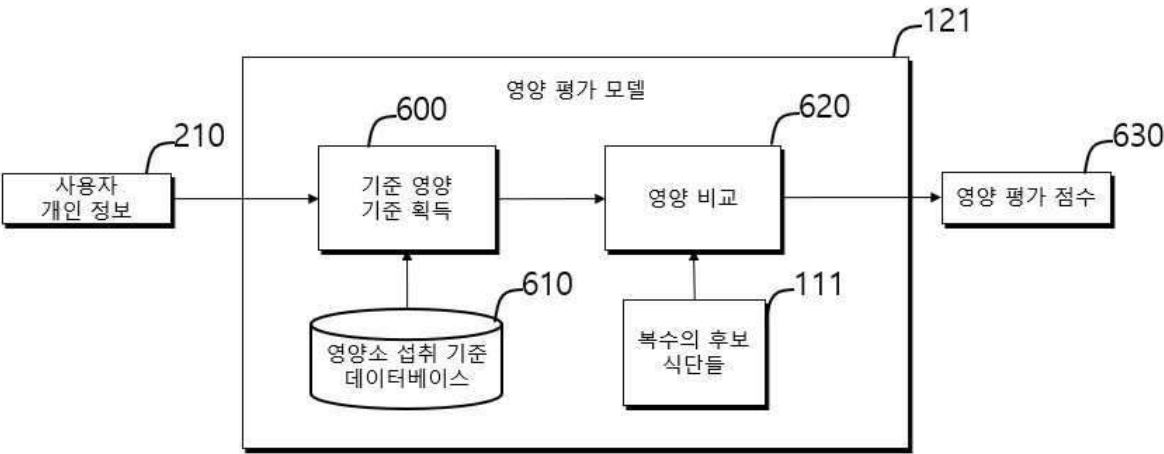 121
영양 평가 모델
600
620
210
630
사용자
개인 정보
기준 영양
기준 획득
영양 비교
영양 평가 점수
610
111
영양소 섭취 기준
데이터베이스
복수의 후보
식단들